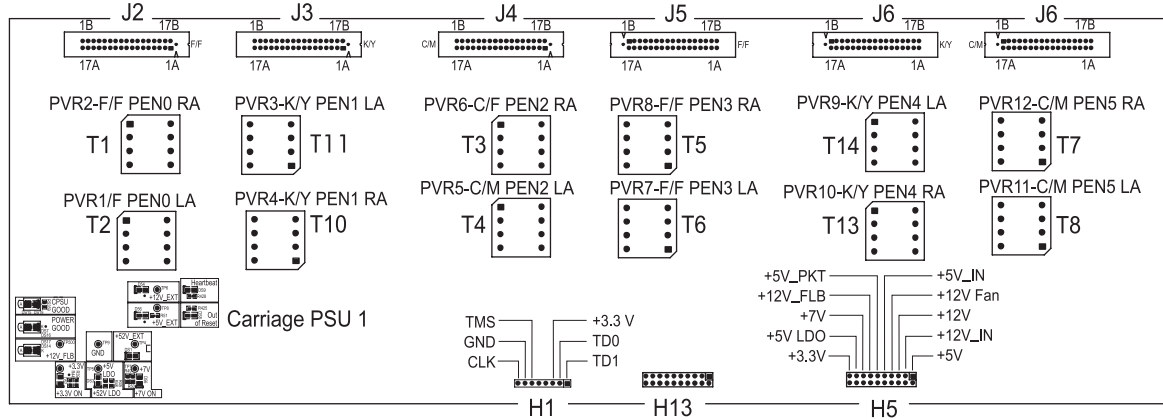 J2 J3 J4 J5 J6 J6
1B 17B 1B 17B 1B 17B 1B 17B 1B 17B 1B 17B
F/F K/Y C/M F/F K/Y C/M
17A 1A 17A 1A 17A 1A 17A 1A 17A 1A 17A 1A
PVR2-F/F PEN0 RA PVR3-K/Y PEN1 LA PVR6-C/F PEN2 RA PVR8-F/F PEN3 RA PVR9-K/Y PEN4 LA PVR12-C/M PEN5 RA
T1 T11 T3 T5 T14 T7
PVR1/F PEN0 LA PVR4-K/Y PEN1 RA PVR5-C/M PEN2 LA PVR7-F/F PEN3 LA PVR10-K/Y PEN4 RA PVR11-C/M PEN5 LA
T2 T10 T4 T6 T13 T8
+5V_PKT +5V_IN
+12V_FLB +12V Fan
+7V +12V
+5V LDO +12V_IN
+3.3V +5V
TMS +3.3 V
GND TD0
CLK TD1
H1 H13 H5
Carriage PSU 1
Heartbeat
+12V_EXT
+5V_EXT
Out
of Reset
CPSU
GOOD
POWER
GOOD
+12V_FLB
+52V_EXT
GND
+3.3V +5V +7V
LDO
+3.3V ON +52V LDO +7V ON